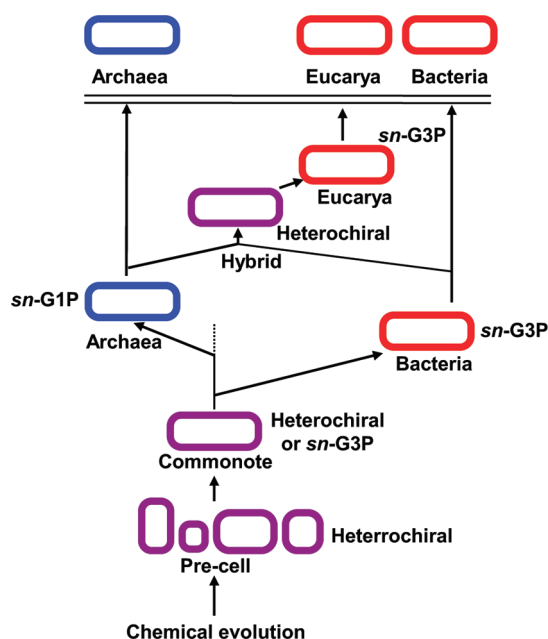 Archaea
Eucarya
Bacteria
sn-G3P
Eucarya
Heterochiral
Hybrid
sn-G1P
Archaea
sn-G3P
Bacteria
Heterochiral
or sn-G3P
Commonote
Heterrochiral
Pre-cell
Chemical evolution